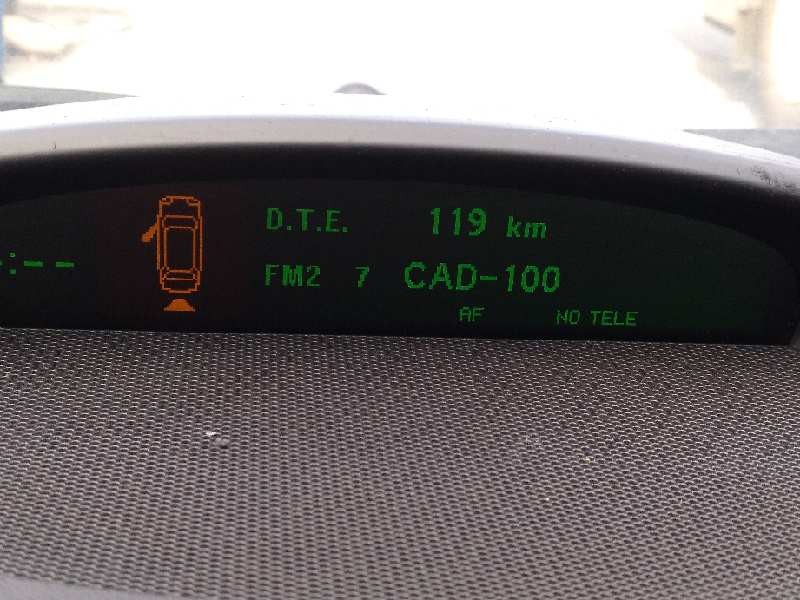 :--
D.T.E. 119 km
FM2 7 CAD-100
AF NO TELE